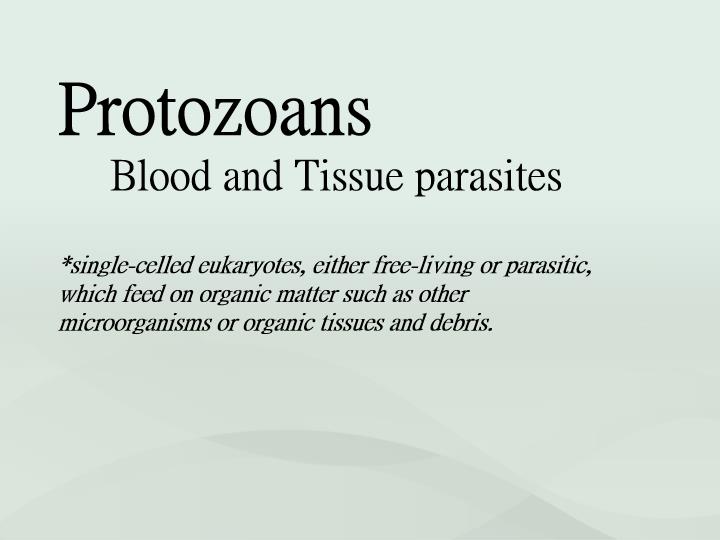 Protozoans
Blood and Tissue parasites
*single-celled eukaryotes, either free-living or parasitic,
which feed on organic matter such as other
microorganisms or organic tissues and debris.